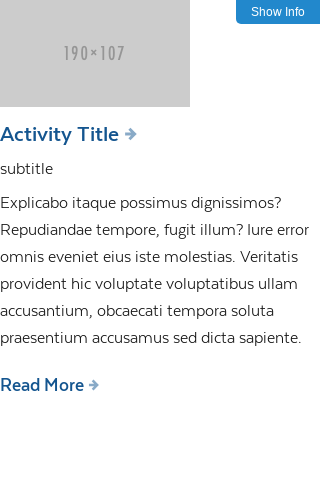 190×107
Show Info
Activity Title
subtitle
Explicabo itaque possimus dignissimos?
Repudiandae tempore, fugit illum? Iure error
omnis eveniet eius iste molestias. Veritatis
provident hic voluptate voluptatibus ullam
accusantium, obcaecati tempora soluta
praesentium accusamus sed dicta sapiente.
Read More